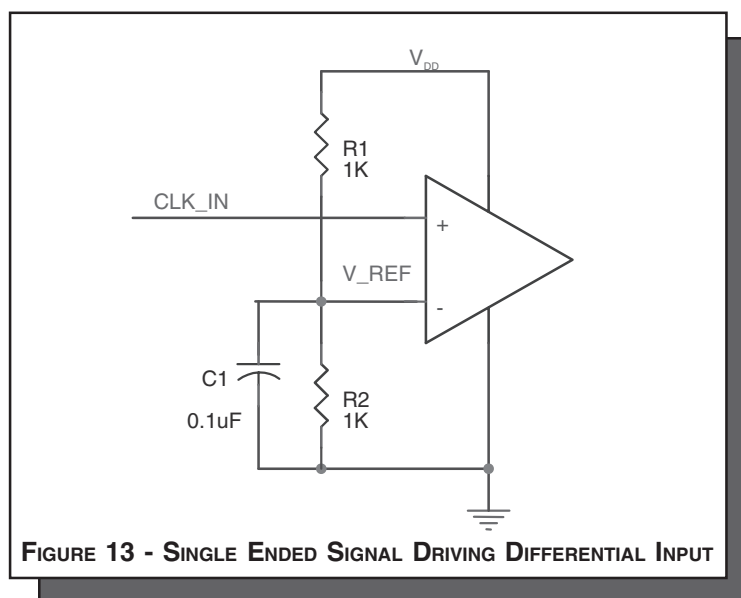 V_DD
R1
1K
CLK_IN
+
V_REF
-
C1
0.1uF
R2
1K
FIGURE 13 - SINGLE ENDED SIGNAL DRIVING DIFFERENTIAL INPUT